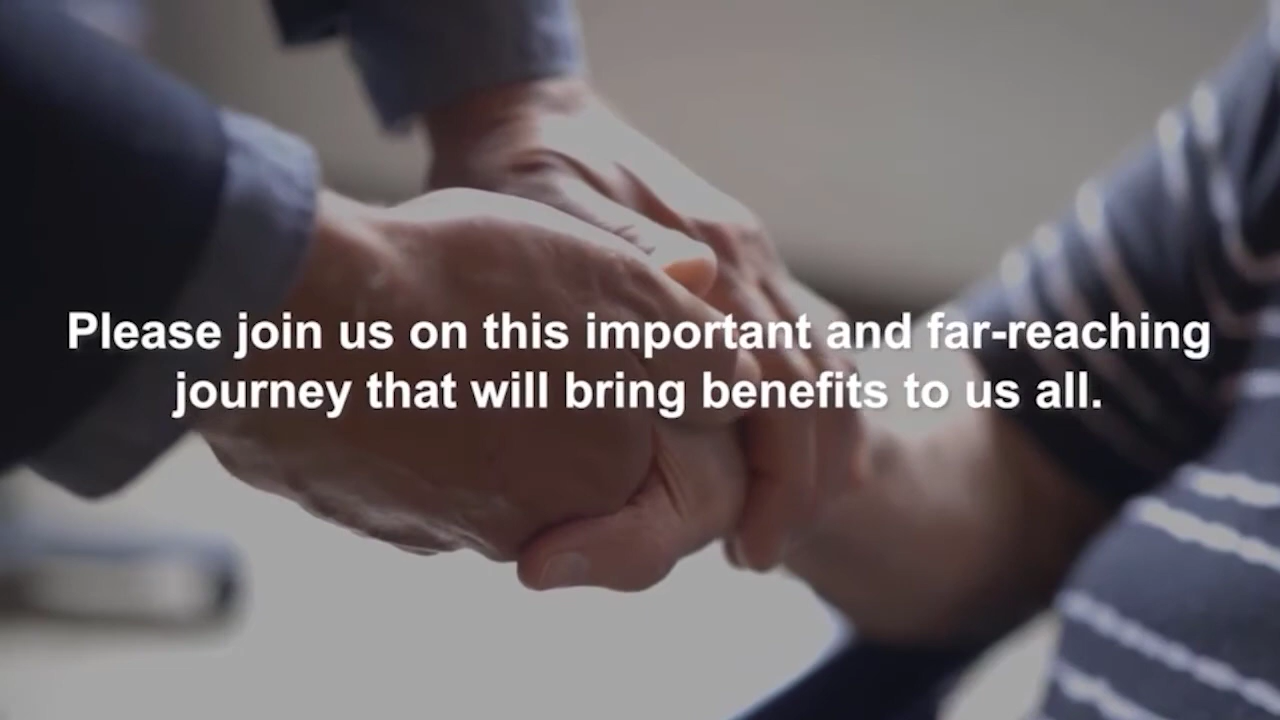 Please join us on this important and far-reaching
journey that will bring benefits to us all.